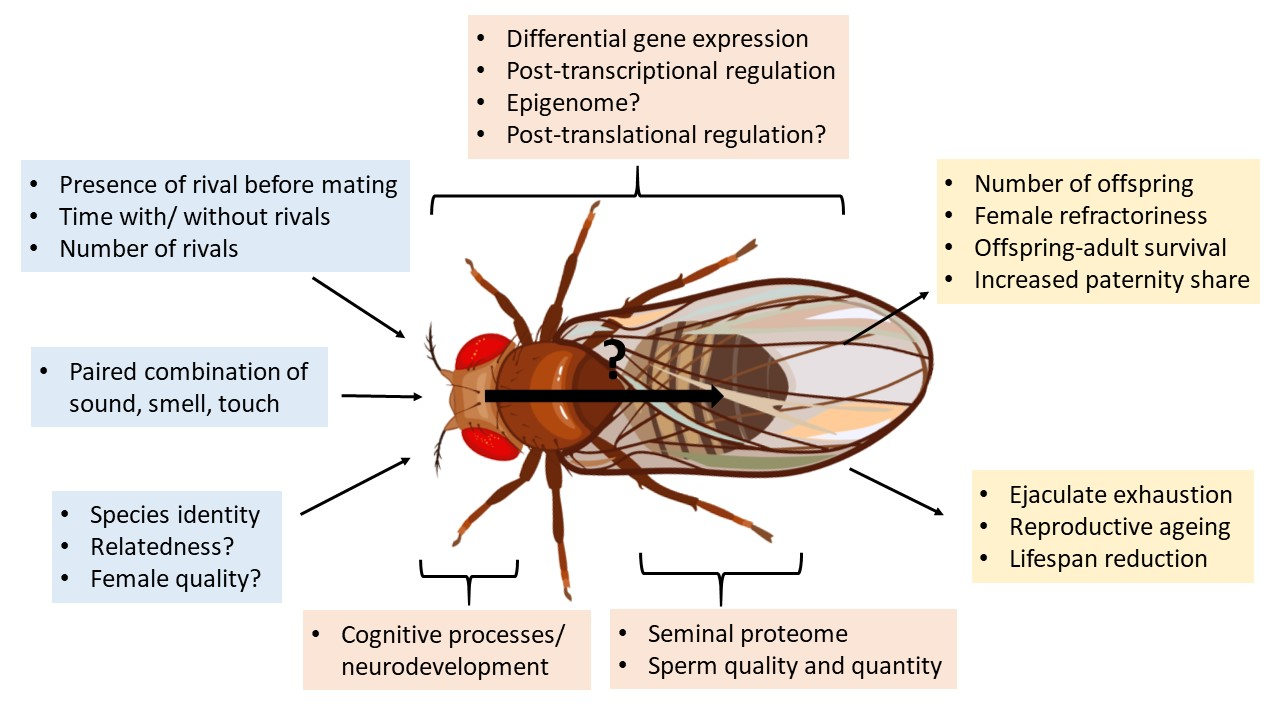 • Differential gene expression
• Post-transcriptional regulation
• Epigenome?
• Post-translational regulation?
• Presence of rival before mating
• Time with/ without rivals
• Number of rivals
• Number of offspring
• Female refractoriness
• Offspring-adult survival
• Increased paternity share
?
• Paired combination of
sound, smell, touch
• Species identity
• Relatedness?
• Female quality?
• Ejaculate exhaustion
• Reproductive ageing
• Lifespan reduction
• Cognitive processes/
neurodevelopment
• Seminal proteome
• Sperm quality and quantity